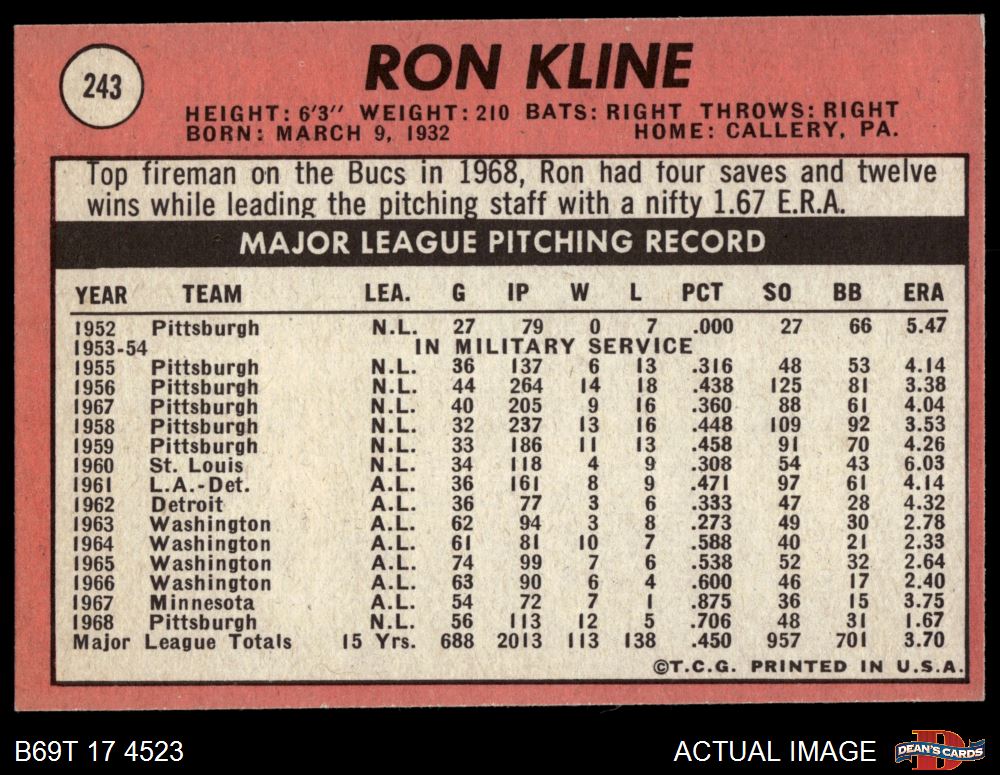 243
RON KLINE
HEIGHT: 6'3" WEIGHT: 210 BATS: RIGHT THROWS: RIGHT
BORN: MARCH 9, 1932 HOME: CALLERY, PA.
Top fireman on the Bucs in 1968, Ron had four saves and twelve
wins while leading the pitching staff with a nifty 1.67 E.R.A.
MAJOR LEAGUE PITCHING RECORD
YEAR TEAM LEA. G IP W L PCT SO BB ERA
1952 Pittsburgh N.L. 27 79 0 7 .000 27 66 5.47
1953-54 IN MILITARY SERVICE
1955 Pittsburgh N.L. 36 137 6 13 .316 48 53 4.14
1956 Pittsburgh N.L. 44 264 14 18 .438 125 81 3.38
1967 Pittsburgh N.L. 40 205 9 16 .360 88 61 4.04
1958 Pittsburgh N.L. 32 237 13 16 .448 109 92 3.53
1959 Pittsburgh N.L. 33 186 11 13 .458 91 70 4.26
1960 St. Louis N.L. 34 118 4 9 .308 54 43 6.03
1961 L.A.-Det. A.L. 36 161 8 9 .471 97 61 4.14
1962 Detroit A.L. 36 77 3 6 .333 47 28 4.32
1963 Washington A.L. 62 94 3 8 .273 49 30 2.78
1964 Washington A.L. 61 81 10 7 .588 40 21 2.33
1965 Washington A.L. 74 99 7 6 .538 52 32 2.64
1966 Washington A.L. 63 90 6 4 .600 46 17 2.40
1967 Minnesota A.L. 54 72 7 1 .875 36 15 3.75
1968 Pittsburgh N.L. 56 113 12 5 .706 48 31 1.67
Major League Totals 15 Yrs. 688 2013 113 138 .450 957 701 3.70
©T.C.G. PRINTED IN U.S.A.
B69T 17 4523 ACTUAL IMAGE DEAN'S CARDS